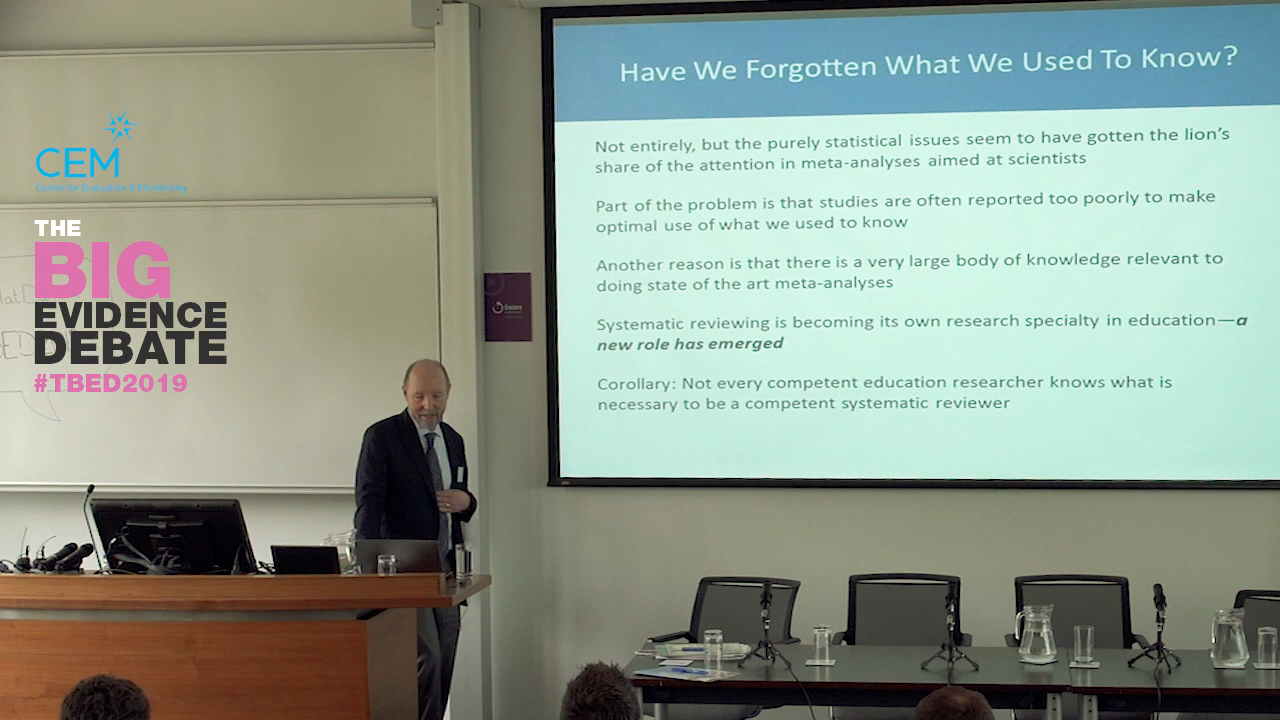 CEM
Centre for Evaluation & Monitoring
THE
BIG
EVIDENCE
DEBATE
#TBED2019
Have We Forgotten What We Used To Know?
Not entirely, but the purely statistical issues seem to have gotten the lion's
share of the attention in meta-analyses aimed at scientists
Part of the problem is that studies are often reported too poorly to make
optimal use of what we used to know
Another reason is that there is a very large body of knowledge relevant to
doing state of the art meta-analyses
Systematic reviewing is becoming its own research specialty in education—a
new role has emerged
Corollary: Not every competent education researcher knows what is
necessary to be a competent systematic reviewer